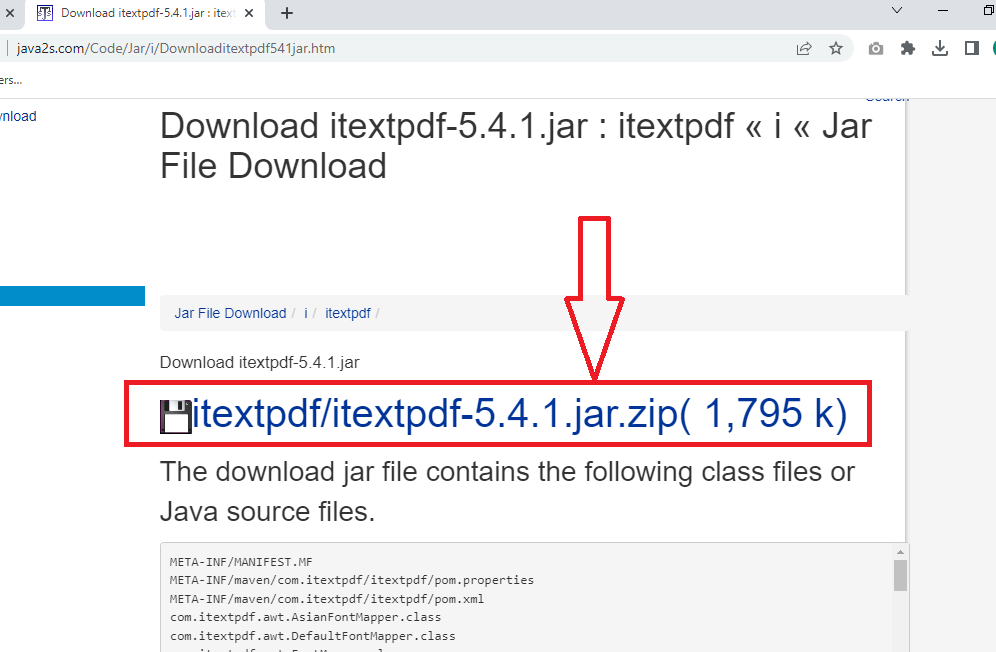 Download itextpdf-5.4.1.jar : itext
java2s.com/Code/Jar/i/Downloaditextpdf541jar.htm
ers...
Search
wnload
Download itextpdf-5.4.1.jar : itextpdf « i « Jar
File Download
Jar File Download / i / itextpdf /
Download itextpdf-5.4.1.jar
itextpdf/itextpdf-5.4.1.jar.zip( 1,795 k)
The download jar file contains the following class files or
Java source files.
META-INF/MANIFEST.MF
META-INF/maven/com.itextpdf/itextpdf/pom.properties
META-INF/maven/com.itextpdf/itextpdf/pom.xml
com.itextpdf.awt.AsianFontMapper.class
com.itextpdf.awt.DefaultFontMapper.class